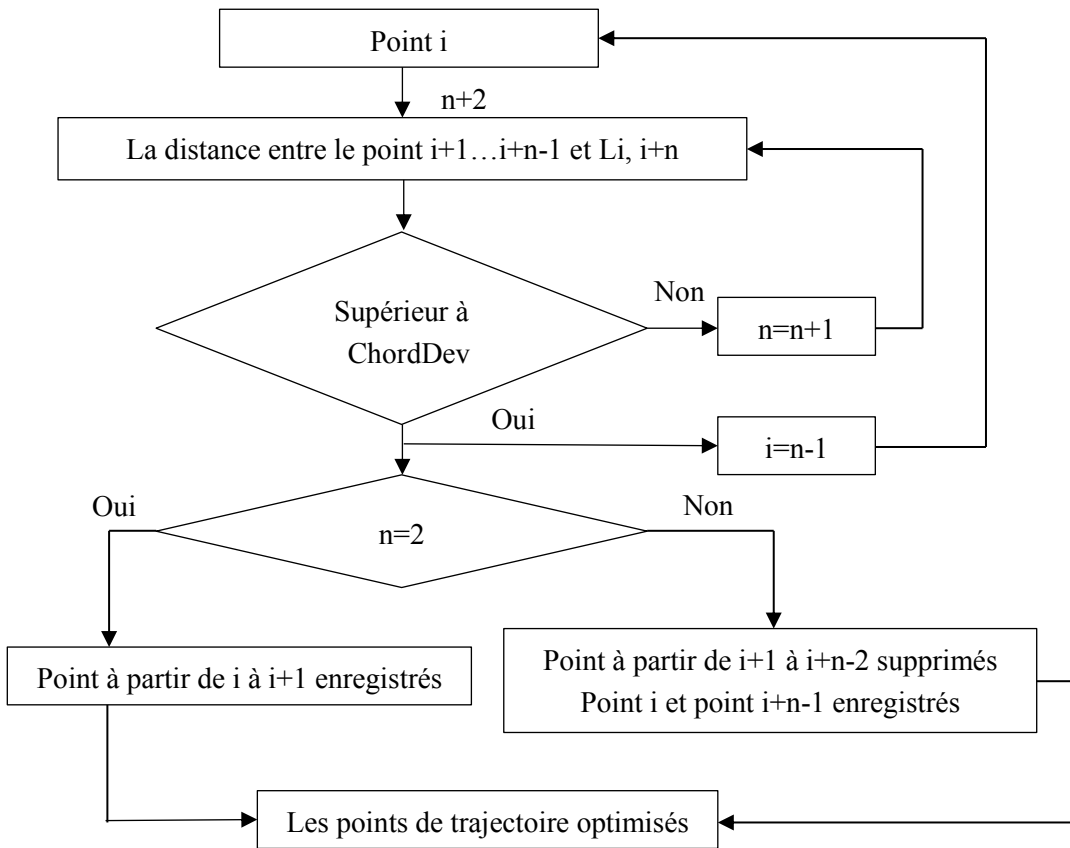 Point i
n+2
La distance entre le point i+1…i+n-1 et Li, i+n
Supérieur à
ChordDev
Non
n=n+1
Oui
i=n-1
Oui
n=2
Non
Point à partir de i à i+1 enregistrés
Point à partir de i+1 à i+n-2 supprimés
Point i et point i+n-1 enregistrés
Les points de trajectoire optimisés